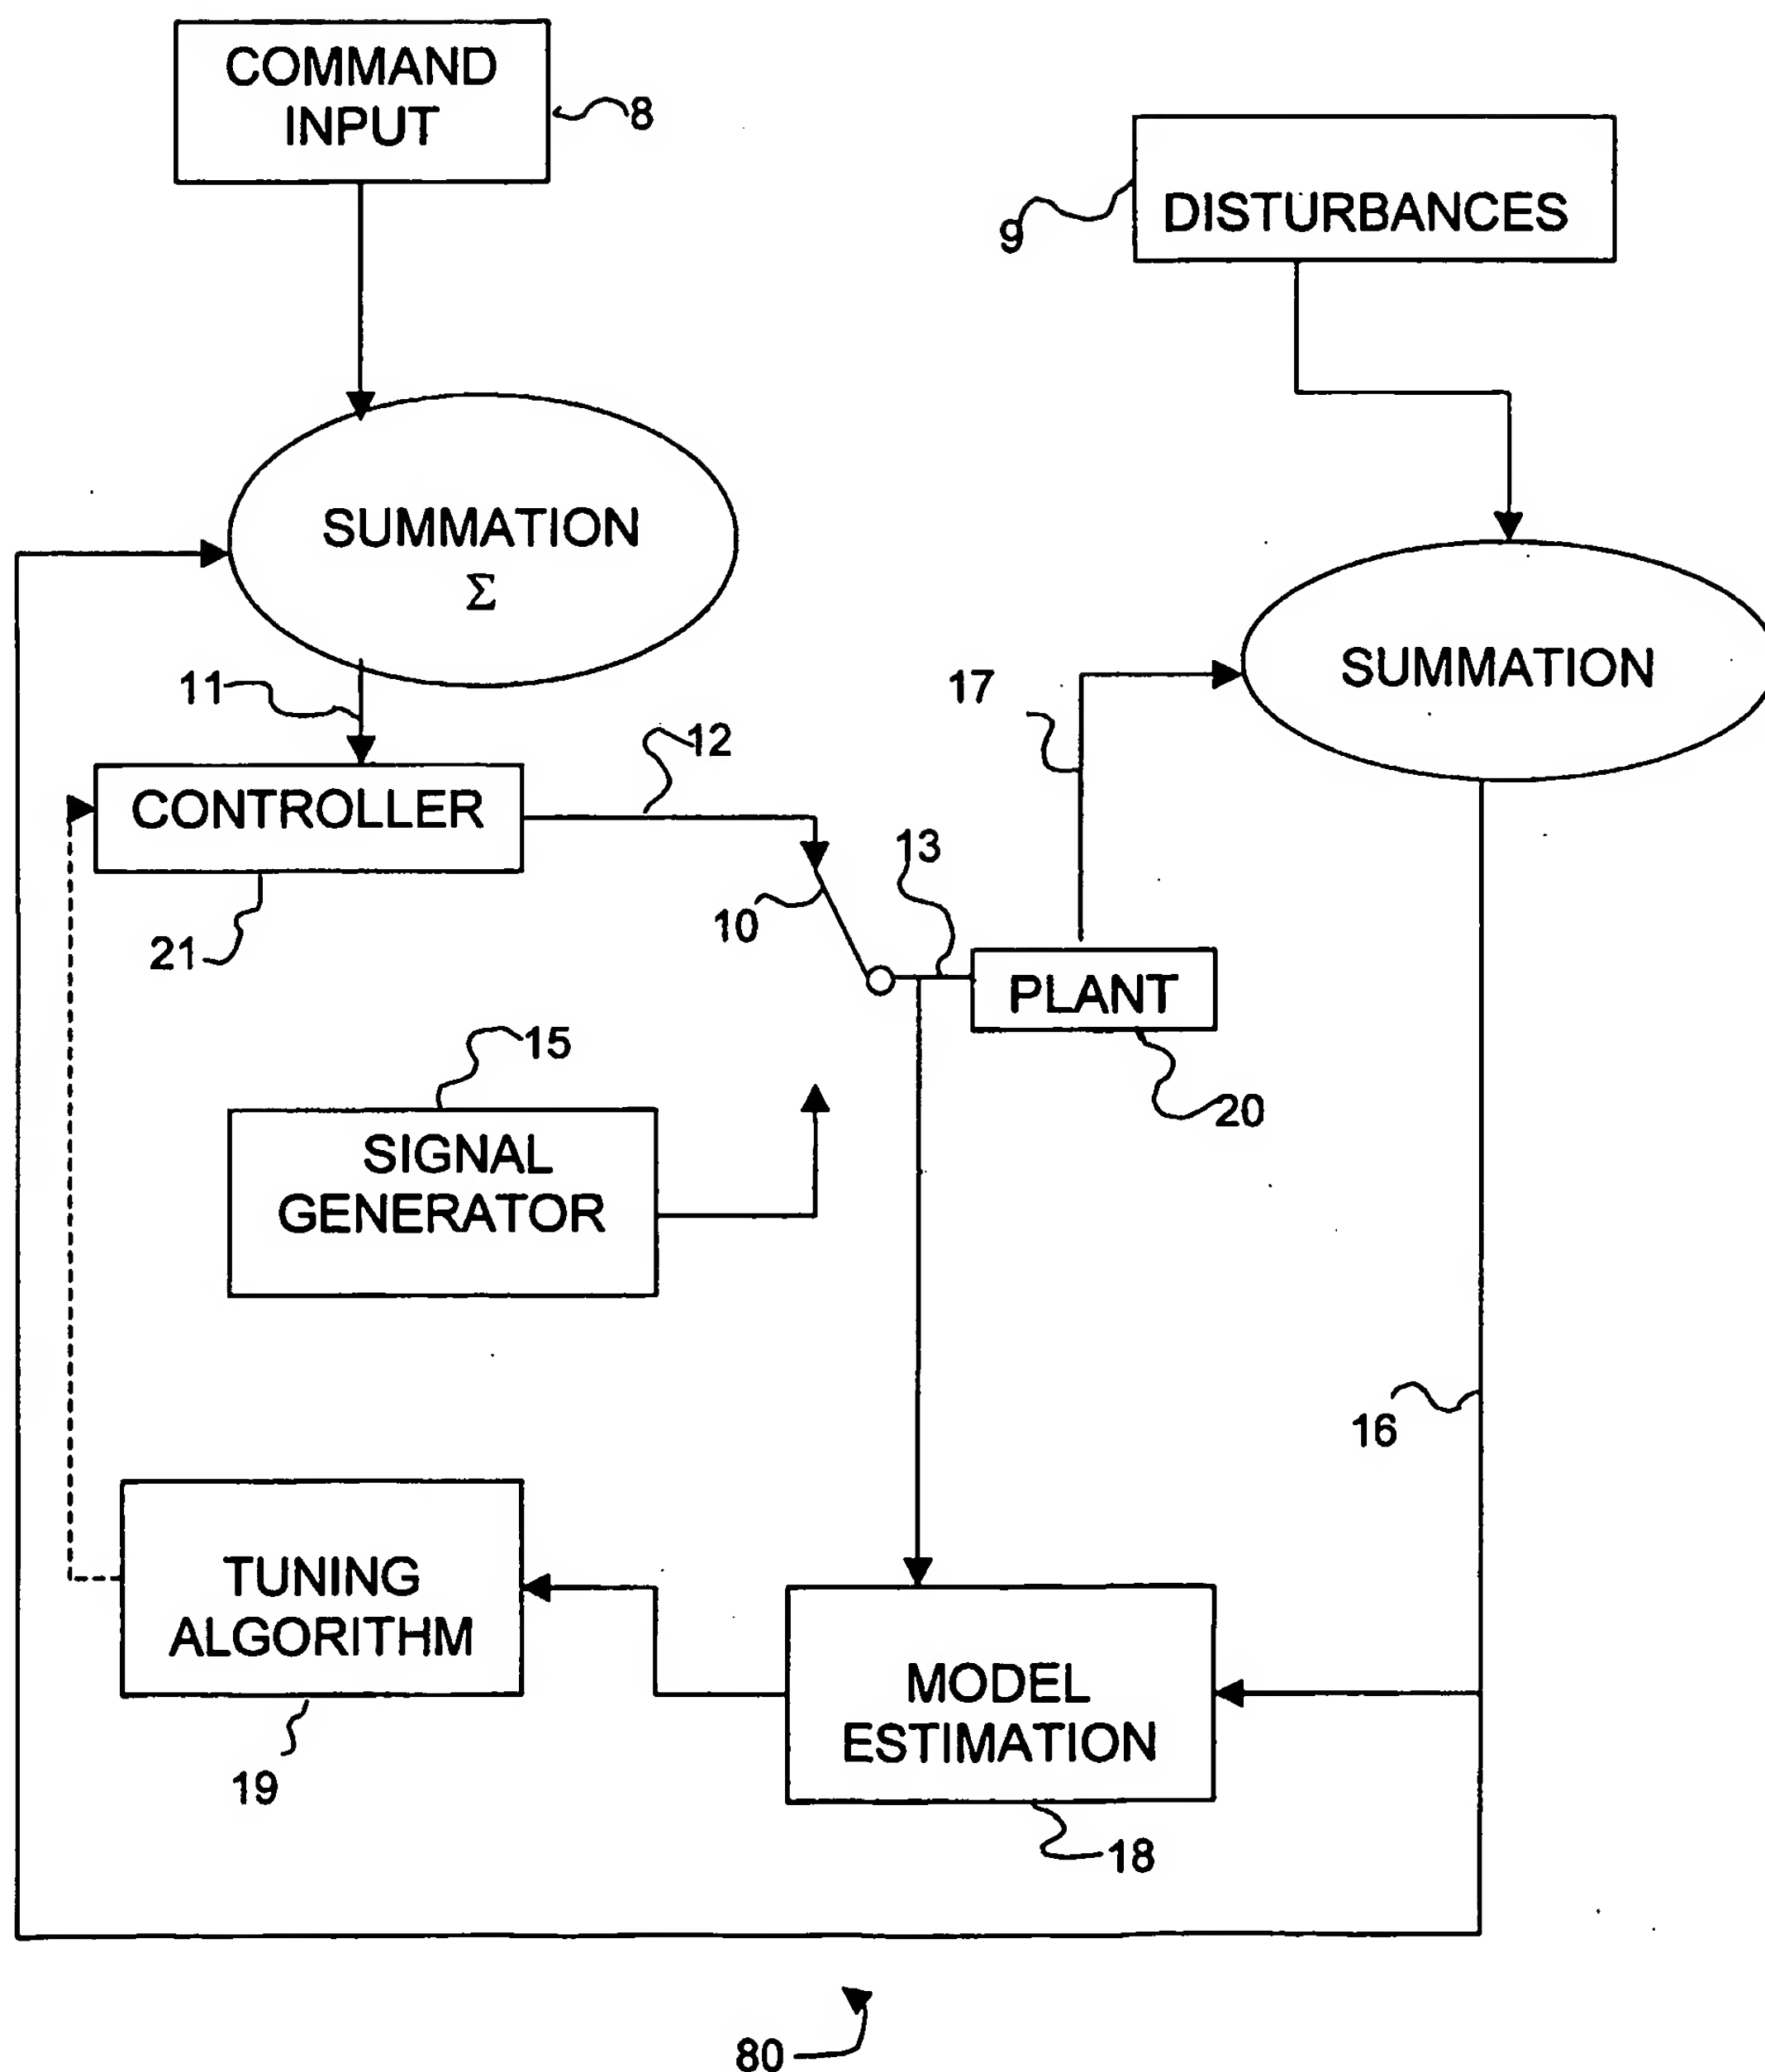 COMMAND
INPUT
8
DISTURBANCES
9
SUMMATION
Σ
SUMMATION
11
17
12
CONTROLLER
13
10
21
PLANT
15
20
SIGNAL
GENERATOR
16
TUNING
ALGORITHM
MODEL
ESTIMATION
19
18
80